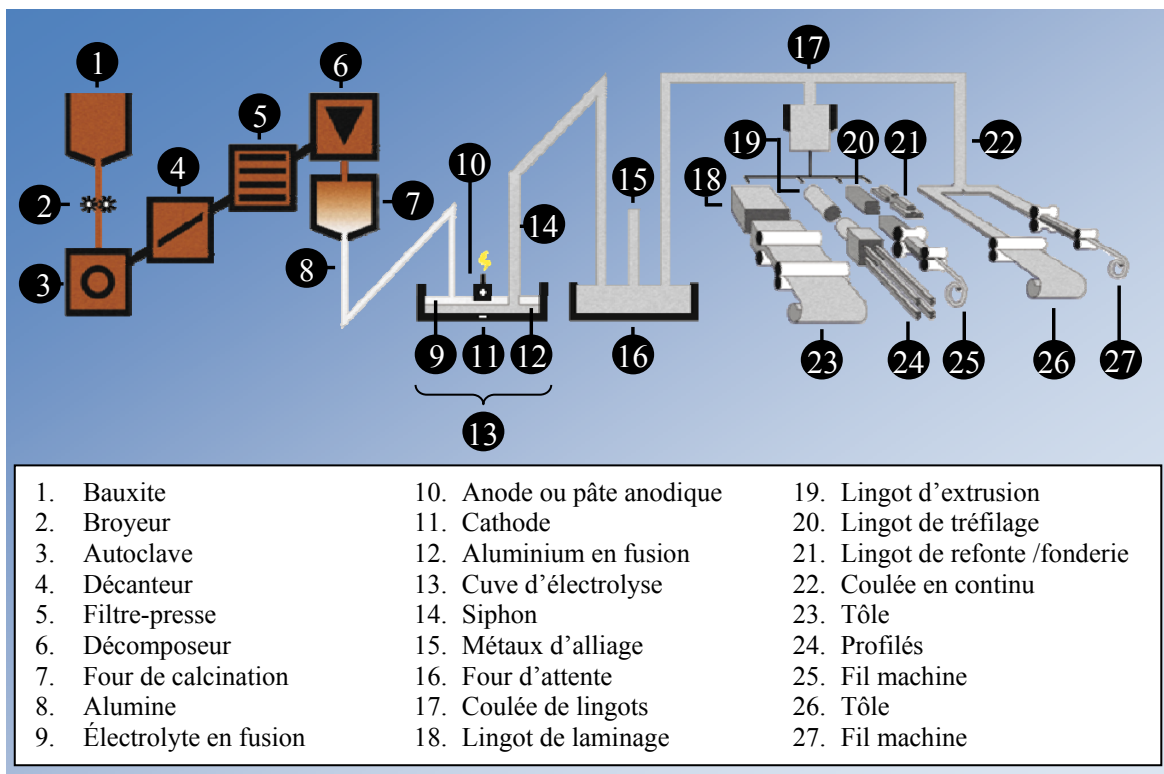 1
2
3
4
5
6
7
8
9
10
11
12
13
14
15
16
17
18
19
20
21
22
23
24
25
26
27
+
-
1. Bauxite
2. Broyeur
3. Autoclave
4. Décanteur
5. Filtre-presse
6. Décomposeur
7. Four de calcination
8. Alumine
9. Électrolyte en fusion
10. Anode ou pâte anodique
11. Cathode
12. Aluminium en fusion
13. Cuve d'électrolyse
14. Siphon
15. Métaux d'alliage
16. Four d'attente
17. Coulée de lingots
18. Lingot de laminage
19. Lingot d'extrusion
20. Lingot de tréfilage
21. Lingot de refonte /fonderie
22. Coulée en continu
23. Tôle
24. Profilés
25. Fil machine
26. Tôle
27. Fil machine